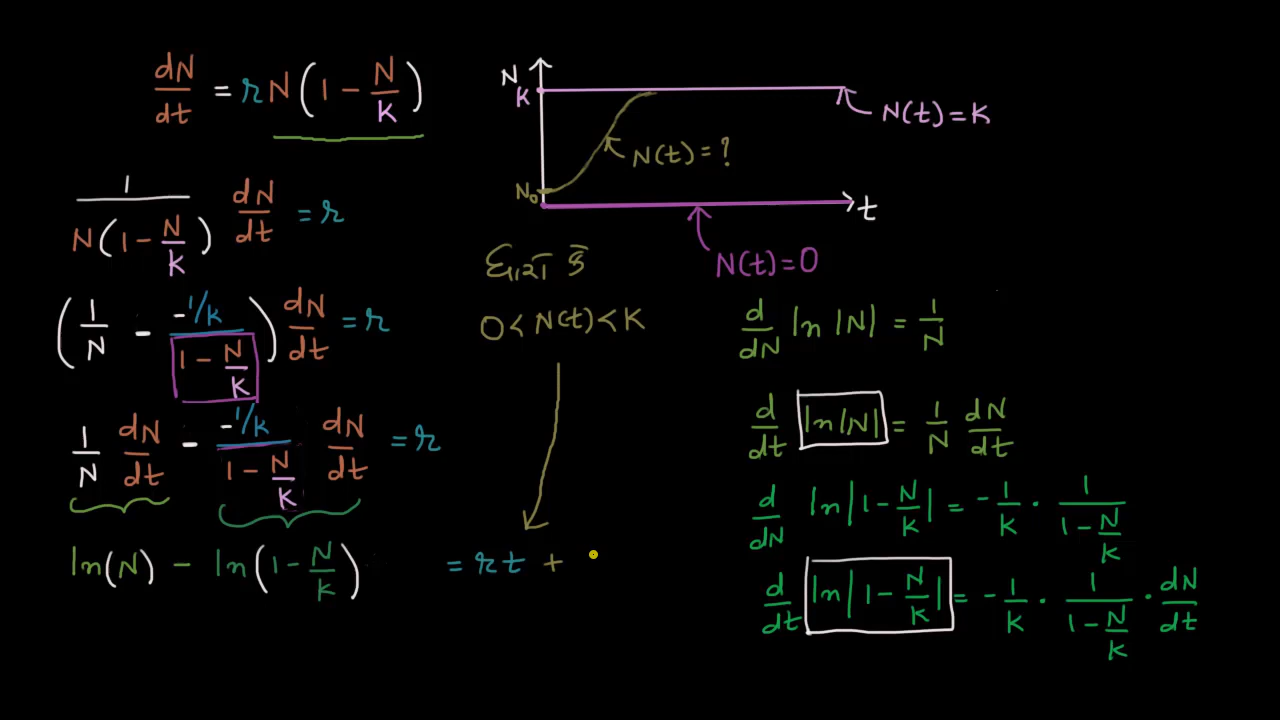 dN/dt = rN(1 - N/K)
1/(N(1 - N/K)) dN/dt = r
(1/N - (-1/K)/(1 - N/K)) dN/dt = r
1/N dN/dt - (-1/K)/(1 - N/K) dN/dt = r
ln(N) - ln(1 - N/K) = rt +
N
K
N₀
t
N(t) = K
N(t) = ?
N(t) = 0
0 < N(t) < K
d/dN ln|N| = 1/N
d/dt ln|N| = 1/N dN/dt
d/dN ln|1 - N/K| = -1/K · 1/(1 - N/K)
d/dt ln|1 - N/K| = -1/K · 1/(1 - N/K) · dN/dt